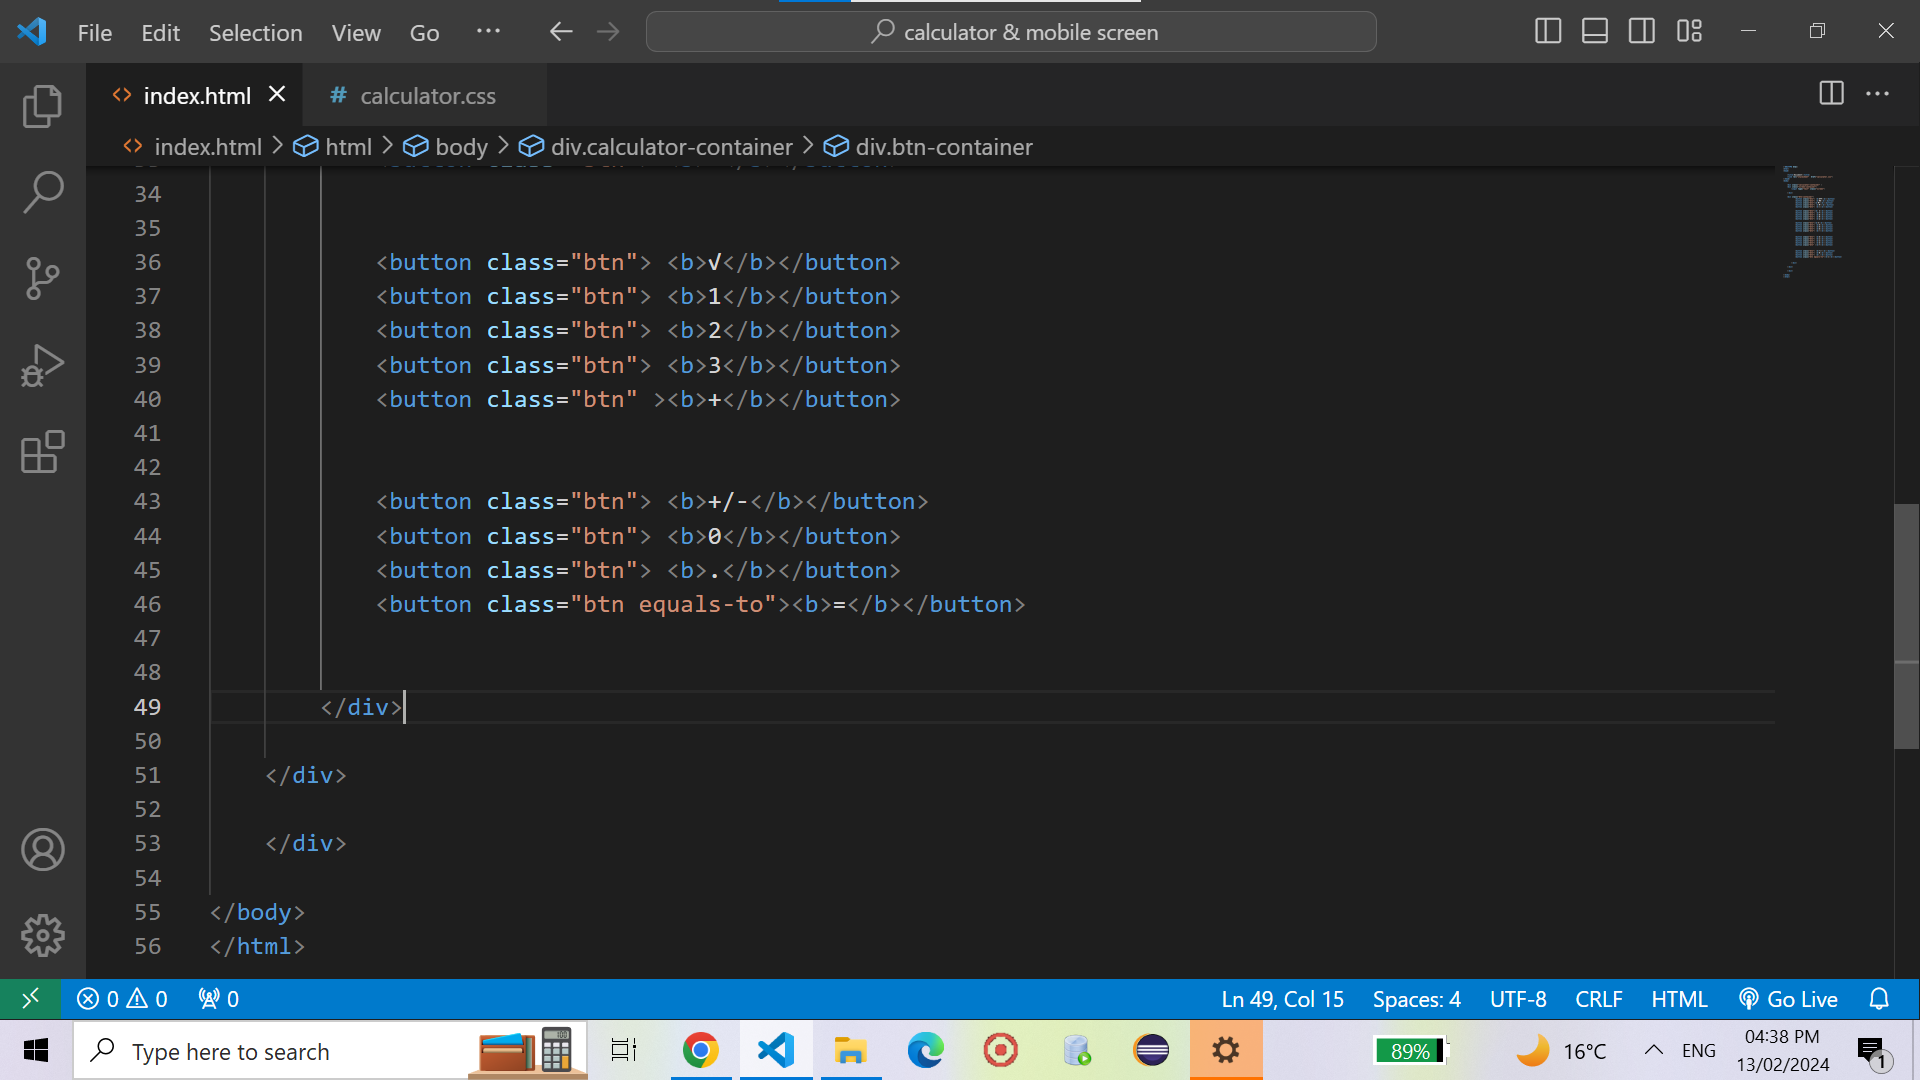 File Edit Selection View Go ··· calculator & mobile screen
index.html calculator.css
index.html > html > body > div.calculator-container > div.btn-container
34
35
36 <button class="btn"> <b>√</b></button>
37 <button class="btn"> <b>1</b></button>
38 <button class="btn"> <b>2</b></button>
39 <button class="btn"> <b>3</b></button>
40 <button class="btn" ><b>+</b></button>
41
42
43 <button class="btn"> <b>+/-</b></button>
44 <button class="btn"> <b>0</b></button>
45 <button class="btn"> <b>.</b></button>
46 <button class="btn equals-to"><b>=</b></button>
47
48
49 </div>
50
51 </div>
52
53 </div>
54
55 </body>
56 </html>
0 0 0 Ln 49, Col 15 Spaces: 4 UTF-8 CRLF HTML Go Live
Type here to search 89% 16°C ENG 04:38 PM
13/02/2024 1